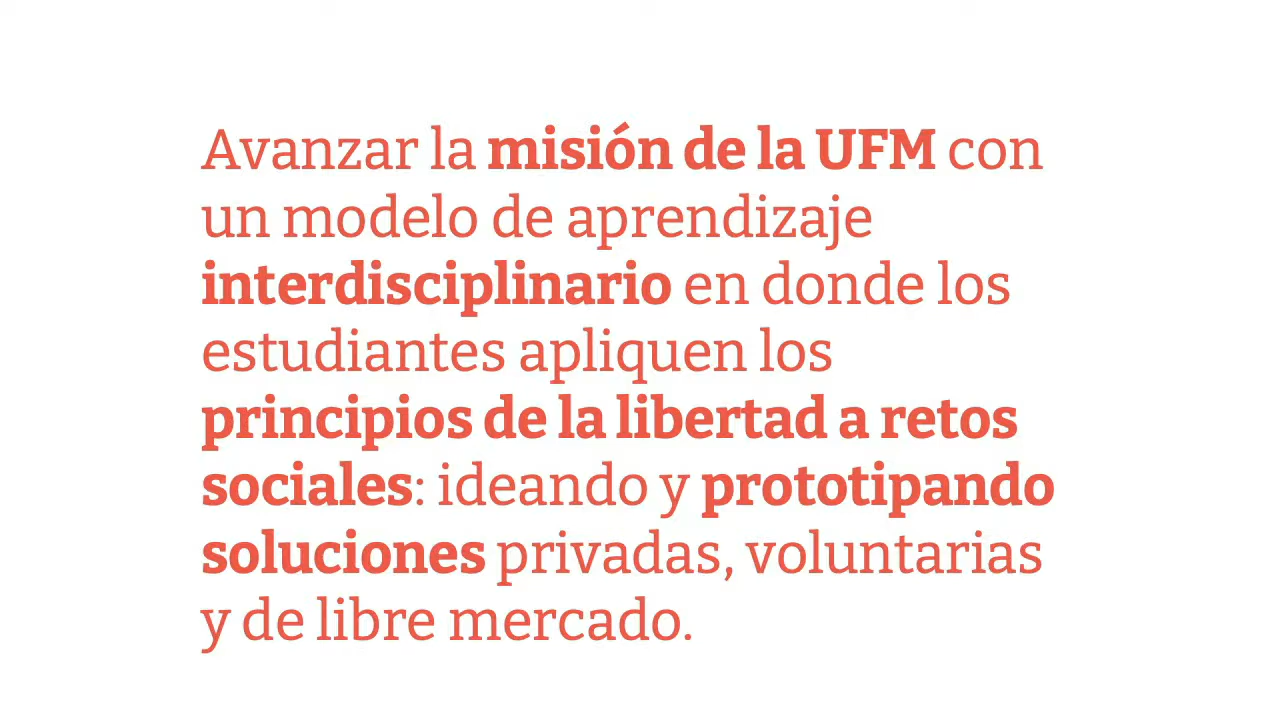 Avanzar la misión de la UFM con
un modelo de aprendizaje
interdisciplinario en donde los
estudiantes apliquen los
principios de la libertad a retos
sociales: ideando y prototipando
soluciones privadas, voluntarias
y de libre mercado.